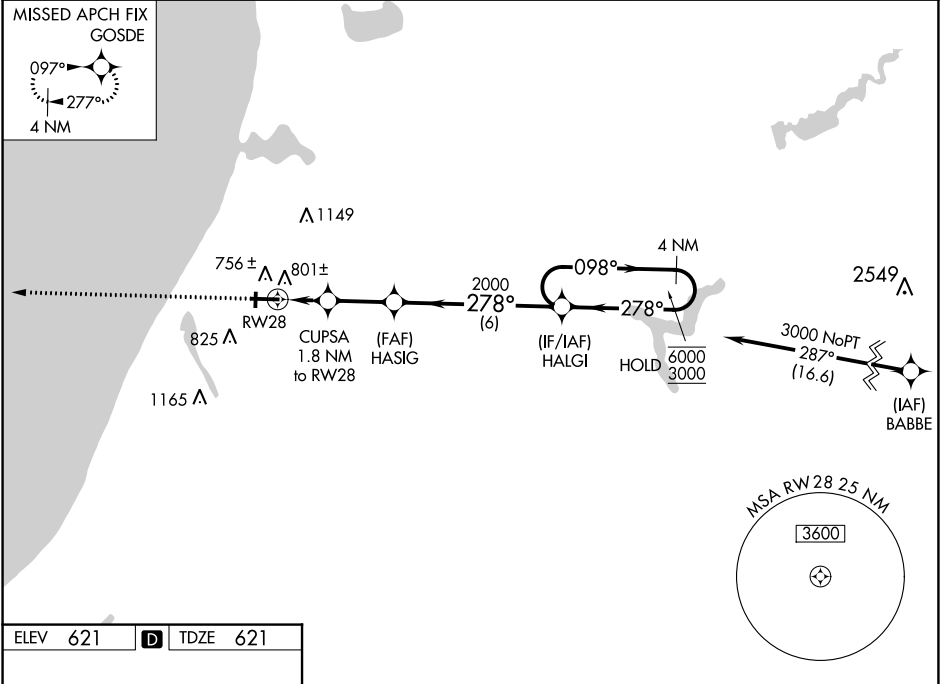 MISSED APCH FIX
GOSDE
097°
277°
4 NM
1149
4 NM
098°
756 ±
801±
2000
278°
(6)
278°
2549
RW28
825
CUPSA
1.8 NM
to RW28
(FAF)
HASIG
(IF/IAF)
HALGI
HOLD
6000
3000
3000 NoPT
287°
(16.6)
1165
(IAF)
BABBE
MSA RW 28 25 NM
3600
ELEV 621 D TDZE 621